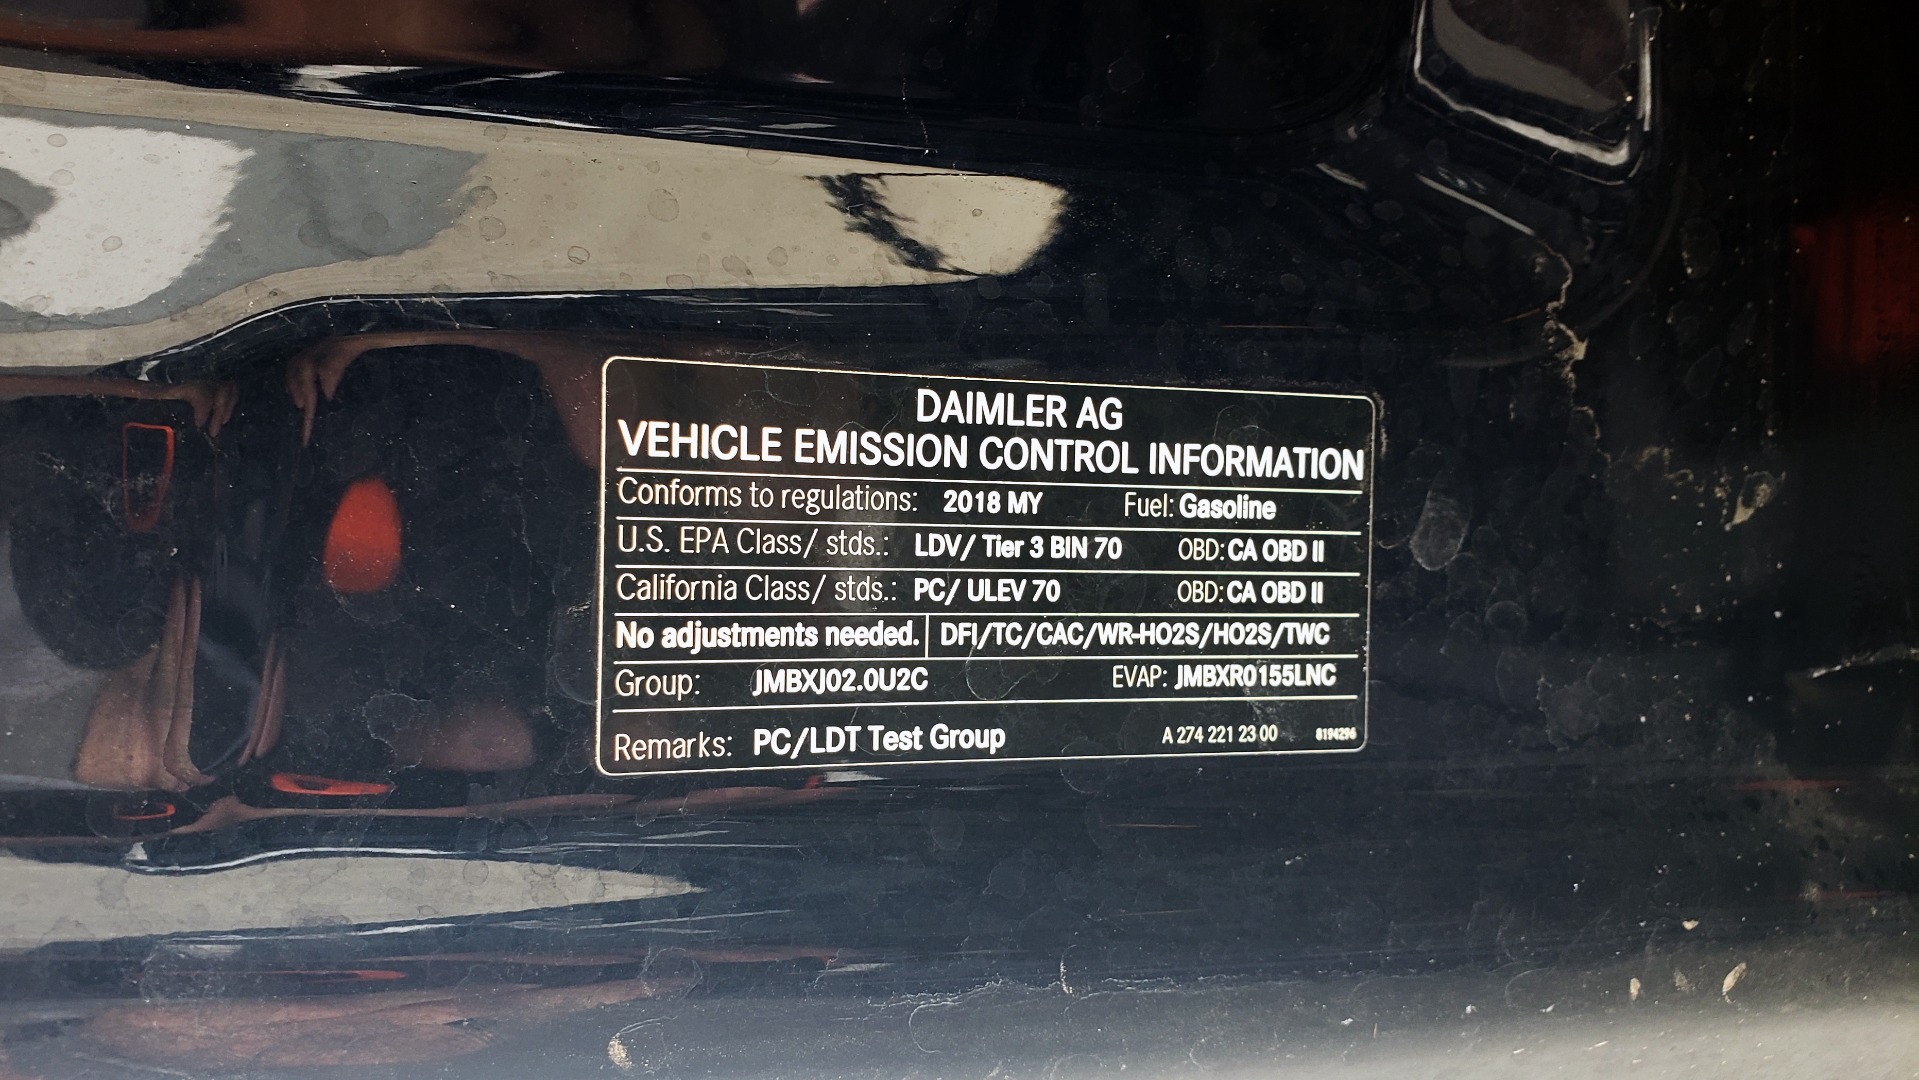 DAIMLER AG
VEHICLE EMISSION CONTROL INFORMATION
Conforms to regulations: 2018 MY Fuel: Gasoline
U.S. EPA Class/ stds.: LDV/ Tier 3 BIN 70 OBD: CA OBD II
California Class/ stds.: PC/ ULEV 70 OBD: CA OBD II
No adjustments needed. DFI/TC/CAC/WR-HO2S/HO2S/TWC
Group: JMBXJ02.0U2C EVAP: JMBXR0155LNC
Remarks: PC/LDT Test Group A 274 221 23 00 8194296